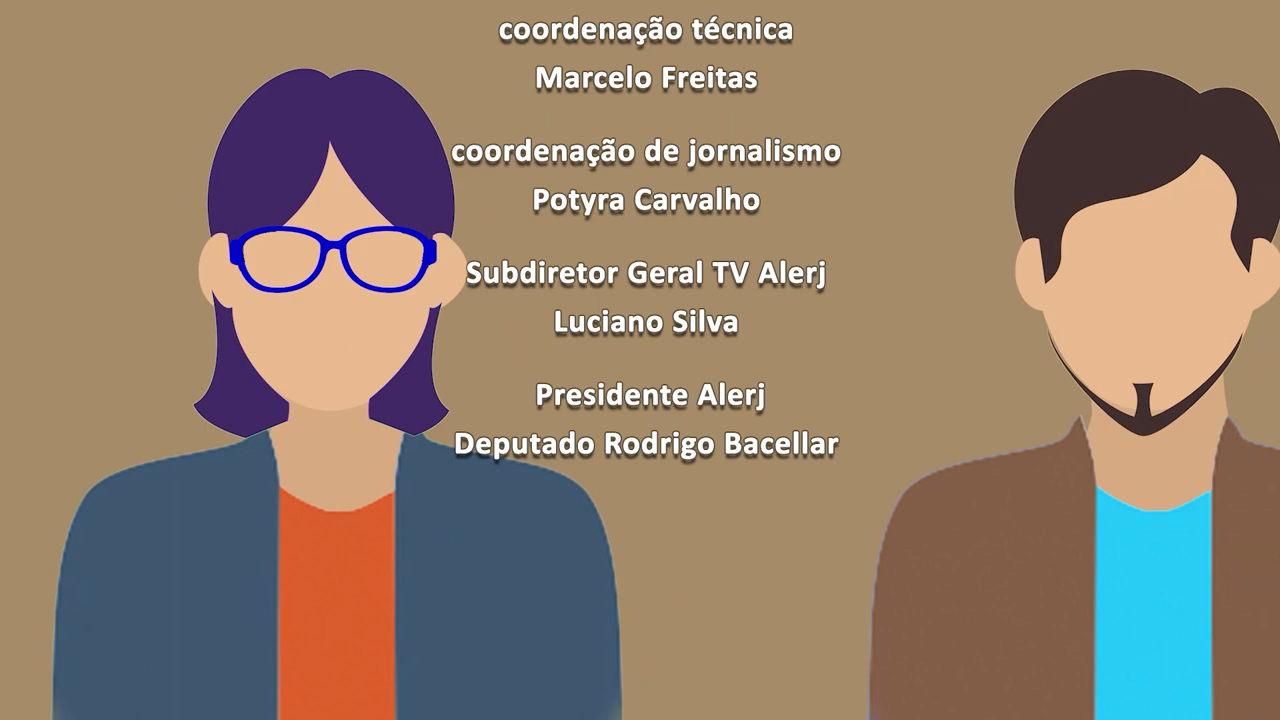 coordenação técnica
Marcelo Freitas
coordenação de jornalismo
Potyra Carvalho
Subdiretor Geral TV Alerj
Luciano Silva
Presidente Alerj
Deputado Rodrigo Bacellar